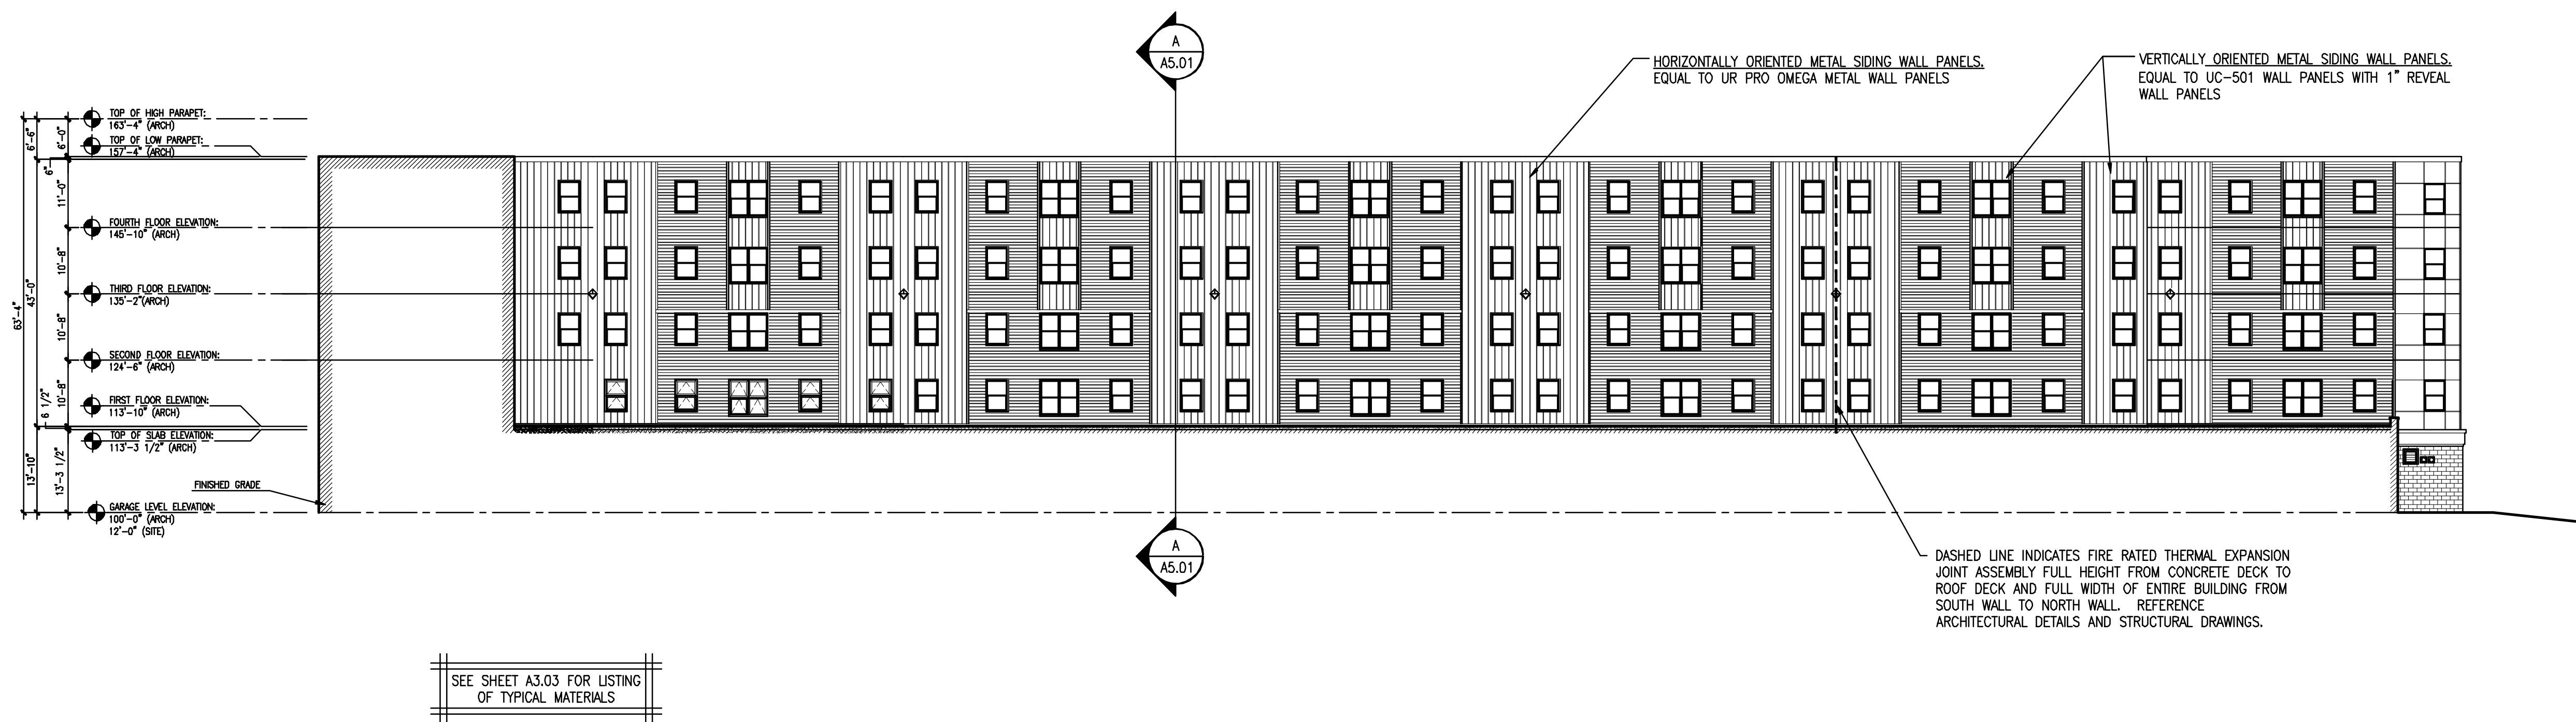 A
A5.01
HORIZONTALLY ORIENTED METAL SIDING WALL PANELS.
EQUAL TO UR PRO OMEGA METAL WALL PANELS
VERTICALLY ORIENTED METAL SIDING WALL PANELS.
EQUAL TO UC-501 WALL PANELS WITH 1" REVEAL
WALL PANELS
TOP OF HIGH PARAPET:
163'-4" (ARCH)
TOP OF LOW PARAPET:
157'-4" (ARCH)
FOURTH FLOOR ELEVATION:
145'-10" (ARCH)
THIRD FLOOR ELEVATION:
135'-2"(ARCH)
SECOND FLOOR ELEVATION:
124'-6" (ARCH)
FIRST FLOOR ELEVATION:
113'-10" (ARCH)
TOP OF SLAB ELEVATION:
113'-3 1/2" (ARCH)
FINISHED GRADE
GARAGE LEVEL ELEVATION:
100'-0" (ARCH)
12'-0" (SITE)
63'-4"
6'-6"
43'-0"
13'-10"
6'-0"
6"
11'-0"
10'-8"
10'-8"
10'-8"
6 1/2"
13'-3 1/2"
A
A5.01
DASHED LINE INDICATES FIRE RATED THERMAL EXPANSION
JOINT ASSEMBLY FULL HEIGHT FROM CONCRETE DECK TO
ROOF DECK AND FULL WIDTH OF ENTIRE BUILDING FROM
SOUTH WALL TO NORTH WALL. REFERENCE
ARCHITECTURAL DETAILS AND STRUCTURAL DRAWINGS.
SEE SHEET A3.03 FOR LISTING
OF TYPICAL MATERIALS